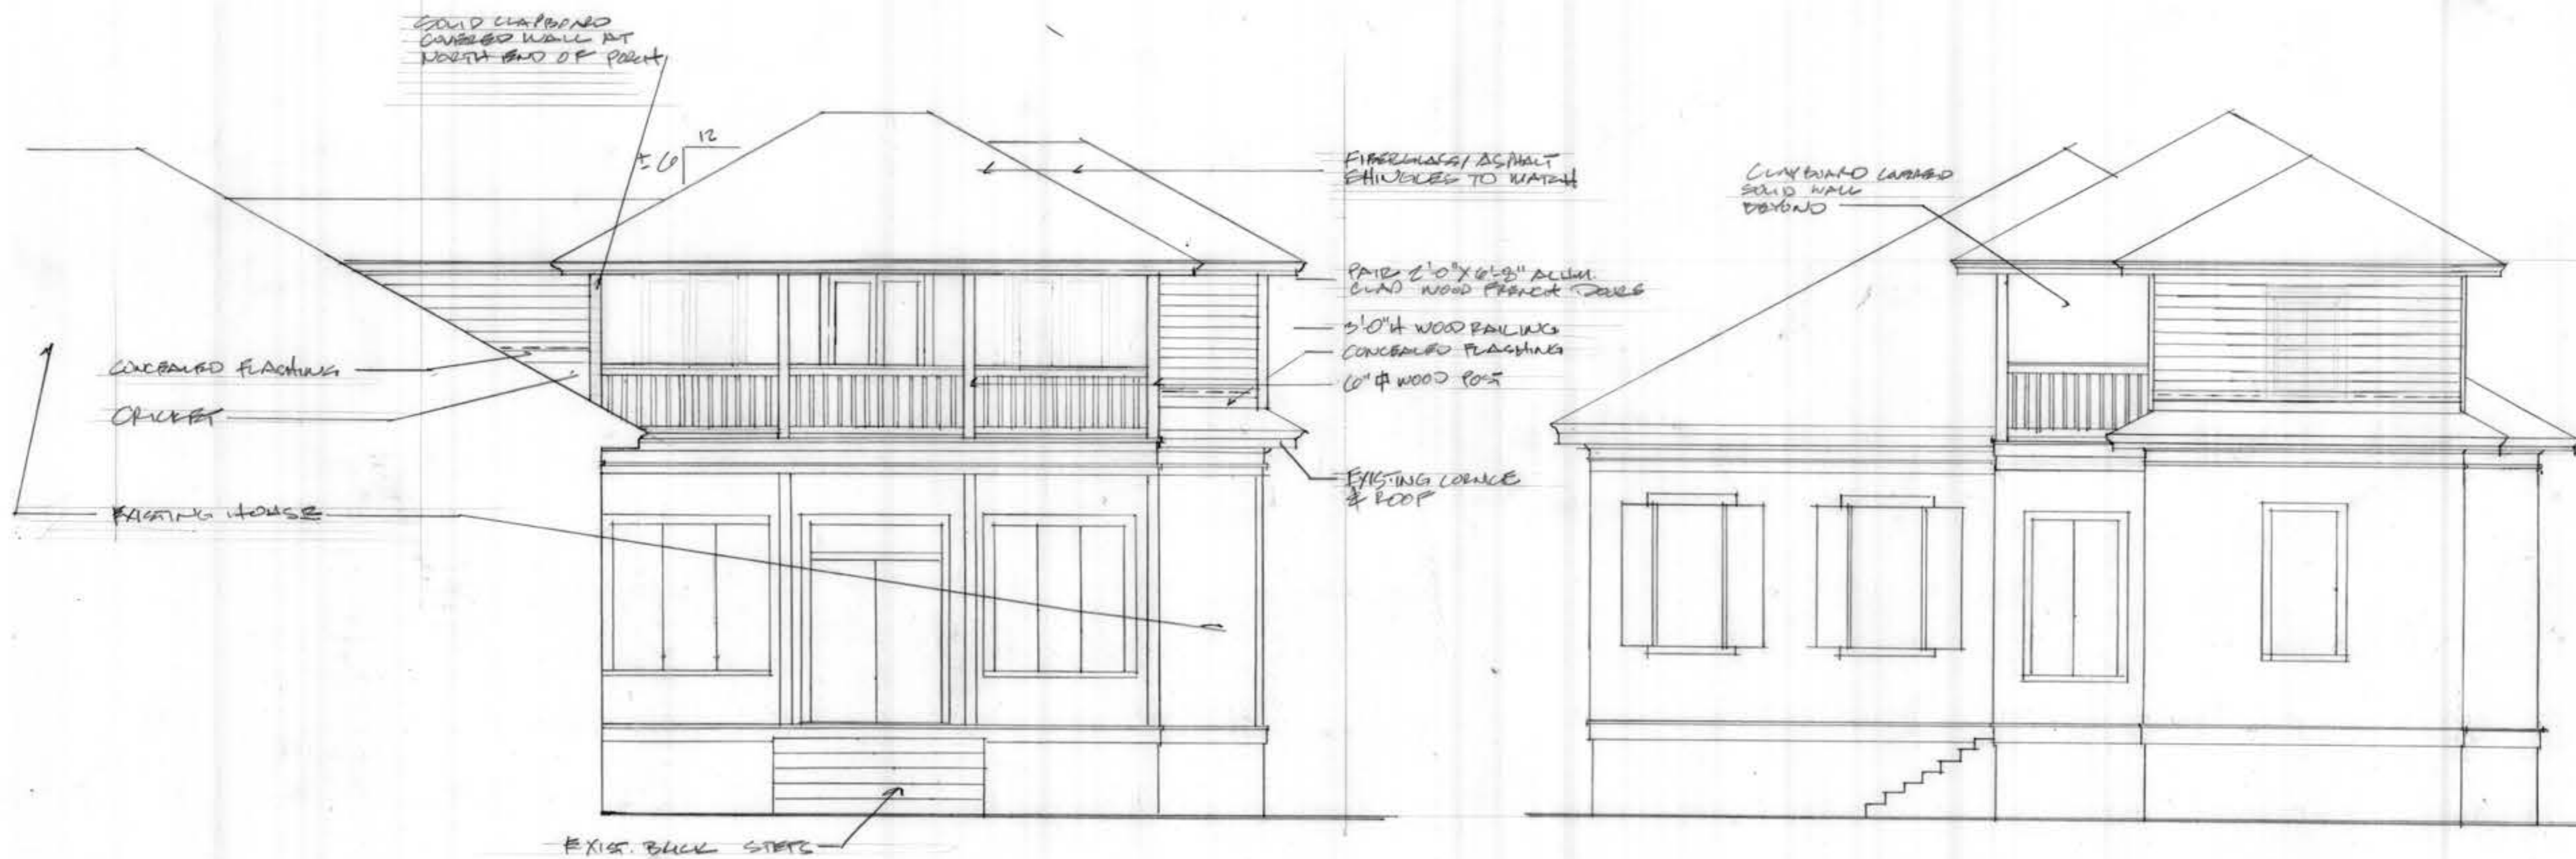 SOLID CLAPBOARD
COVERED WALL AT
NORTH END OF PORCH
12
± 6
FIBERGLASS/ASPHALT
SHINGLES TO MATCH
CLAPBOARD COVERED
SOLID WALL
BEYOND
PAIR 2'-0" X 6'-8" ALUM.
CLAD WOOD FRENCH DOORS
3'0"H WOOD RAILING
CONCEALED FLASHING
6" ⌀ WOOD POST
CONCEALED FLASHING
CRICKET
EXISTING CORNICE
& ROOF
EXISTING HOUSE
EXIST. BRICK STEPS